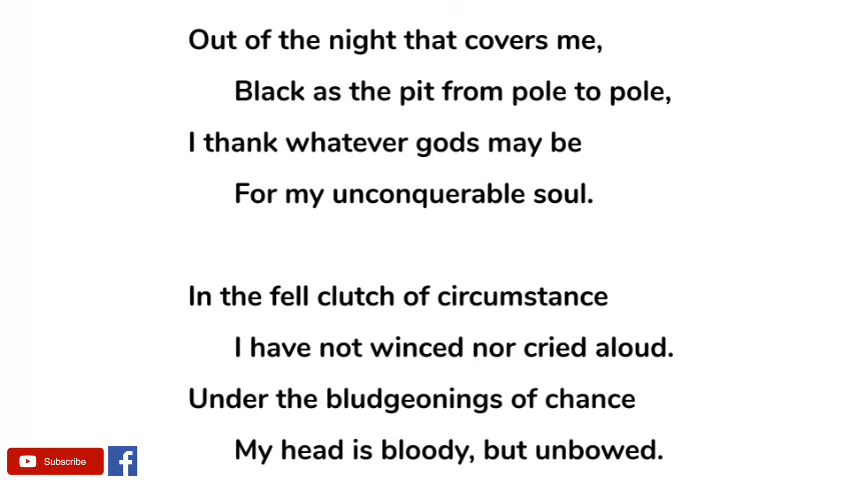 Out of the night that covers me,
Black as the pit from pole to pole,
I thank whatever gods may be
For my unconquerable soul.
In the fell clutch of circumstance
I have not winced nor cried aloud.
Under the bludgeonings of chance
My head is bloody, but unbowed.
Subscribe f